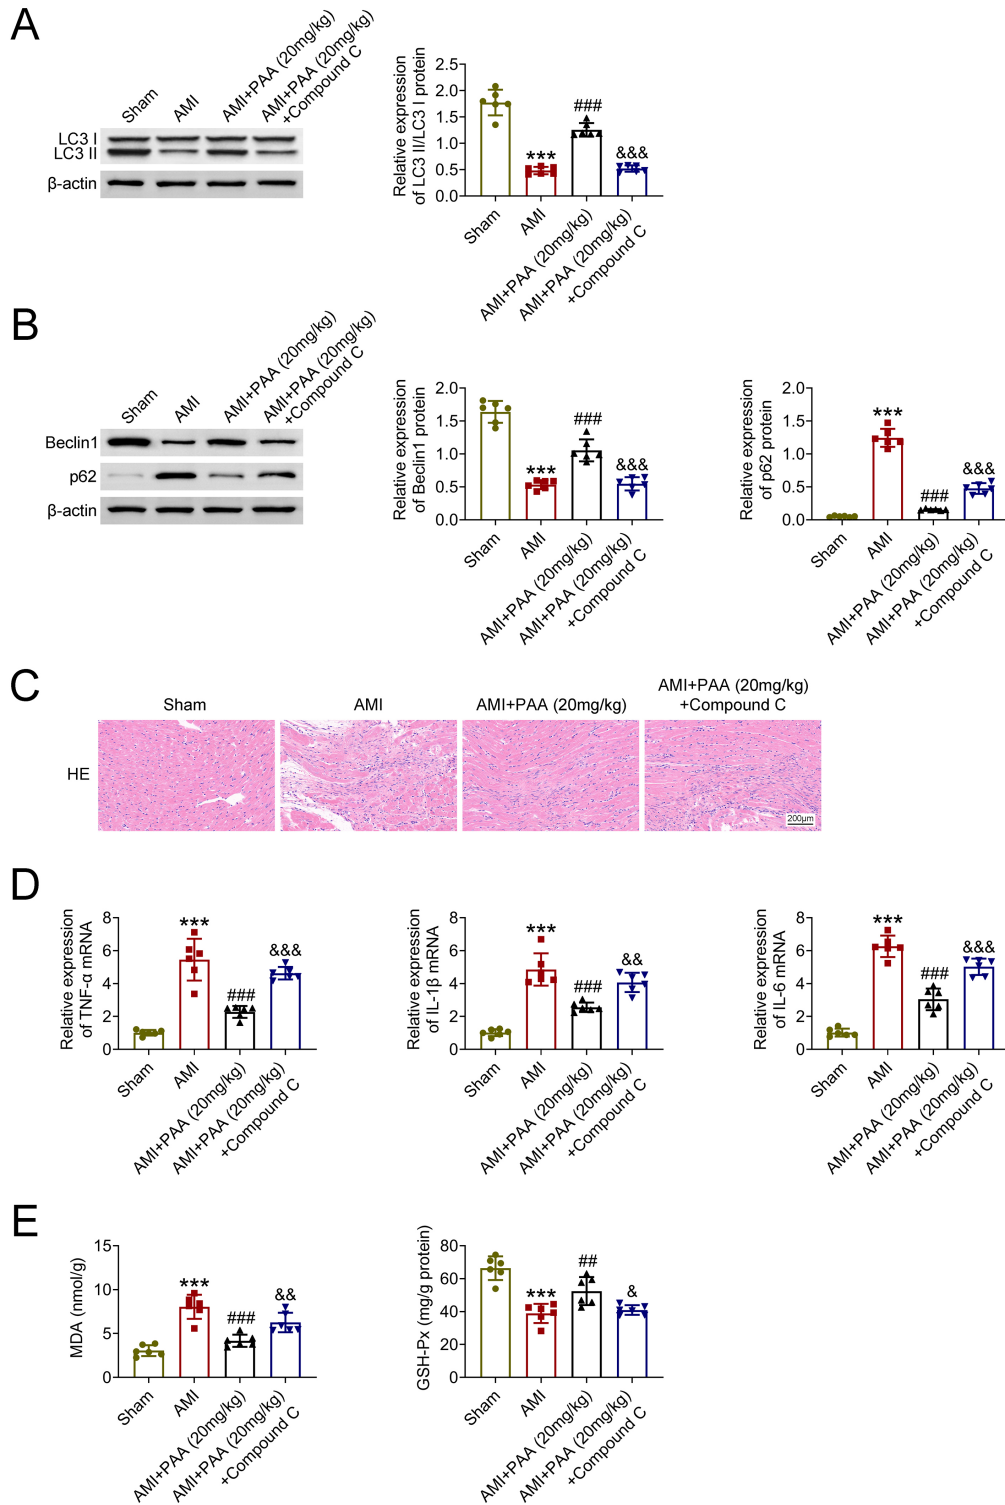 A
Sham
AMI
AMI+PAA (20mg/kg)
AMI+PAA (20mg/kg)
+Compound C
LC3 I
LC3 II
β-actin
Relative expression
of LC3 II/LC3 I protein
2.5
2.0
1.5
1.0
0.5
0.0
***
###
&&&
Sham
AMI
AMI+PAA (20mg/kg)
AMI+PAA (20mg/kg)
+Compound C
B
Sham
AMI
AMI+PAA (20mg/kg)
AMI+PAA (20mg/kg)
+Compound C
Beclin1
p62
β-actin
Relative expression
of Beclin1 protein
2.0
1.5
1.0
0.5
0.0
***
###
&&&
Sham
AMI
AMI+PAA (20mg/kg)
AMI+PAA (20mg/kg)
+Compound C
Relative expression
of p62 protein
2.0
1.5
1.0
0.5
0.0
***
###
&&&
Sham
AMI
AMI+PAA (20mg/kg)
AMI+PAA (20mg/kg)
+Compound C
C
Sham
AMI
AMI+PAA (20mg/kg)
AMI+PAA (20mg/kg)
+Compound C
HE
200μm
D
Relative expression
of TNF-α mRNA
8
6
4
2
0
***
###
&&&
Sham
AMI
AMI+PAA (20mg/kg)
AMI+PAA (20mg/kg)
+Compound C
Relative expression
of IL-1β mRNA
8
6
4
2
0
***
###
&&
Sham
AMI
AMI+PAA (20mg/kg)
AMI+PAA (20mg/kg)
+Compound C
Relative expression
of IL-6 mRNA
8
6
4
2
0
***
###
&&&
Sham
AMI
AMI+PAA (20mg/kg)
AMI+PAA (20mg/kg)
+Compound C
E
MDA (nmol/g)
15
10
5
0
***
###
&&
Sham
AMI
AMI+PAA (20mg/kg)
AMI+PAA (20mg/kg)
+Compound C
GSH-Px (mg/g protein)
80
60
40
20
0
***
##
&
Sham
AMI
AMI+PAA (20mg/kg)
AMI+PAA (20mg/kg)
+Compound C